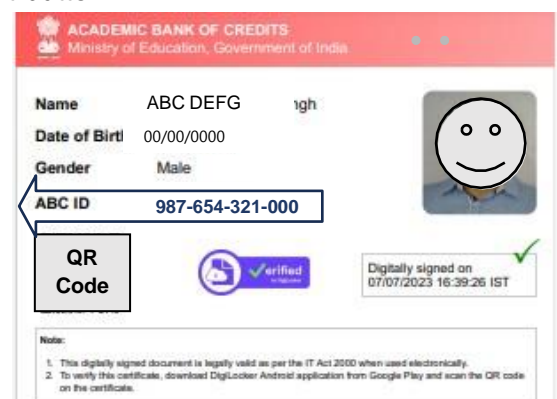 ACADEMIC BANK OF CREDITS
Ministry of Education, Government of India
Name ABC DEFG ngh
Date of Birtl 00/00/0000
Gender Male
ABC ID 987-654-321-000
QR
Code
Verified
Digitally signed on
07/07/2023 16:39:26 IST
Note:
1. This digitally signed document is legally valid as per the IT Act 2000 when used electronically.
2. To verify this certificate, download DigiLocker Android application from Google Play and scan the QR code
on the certificate.